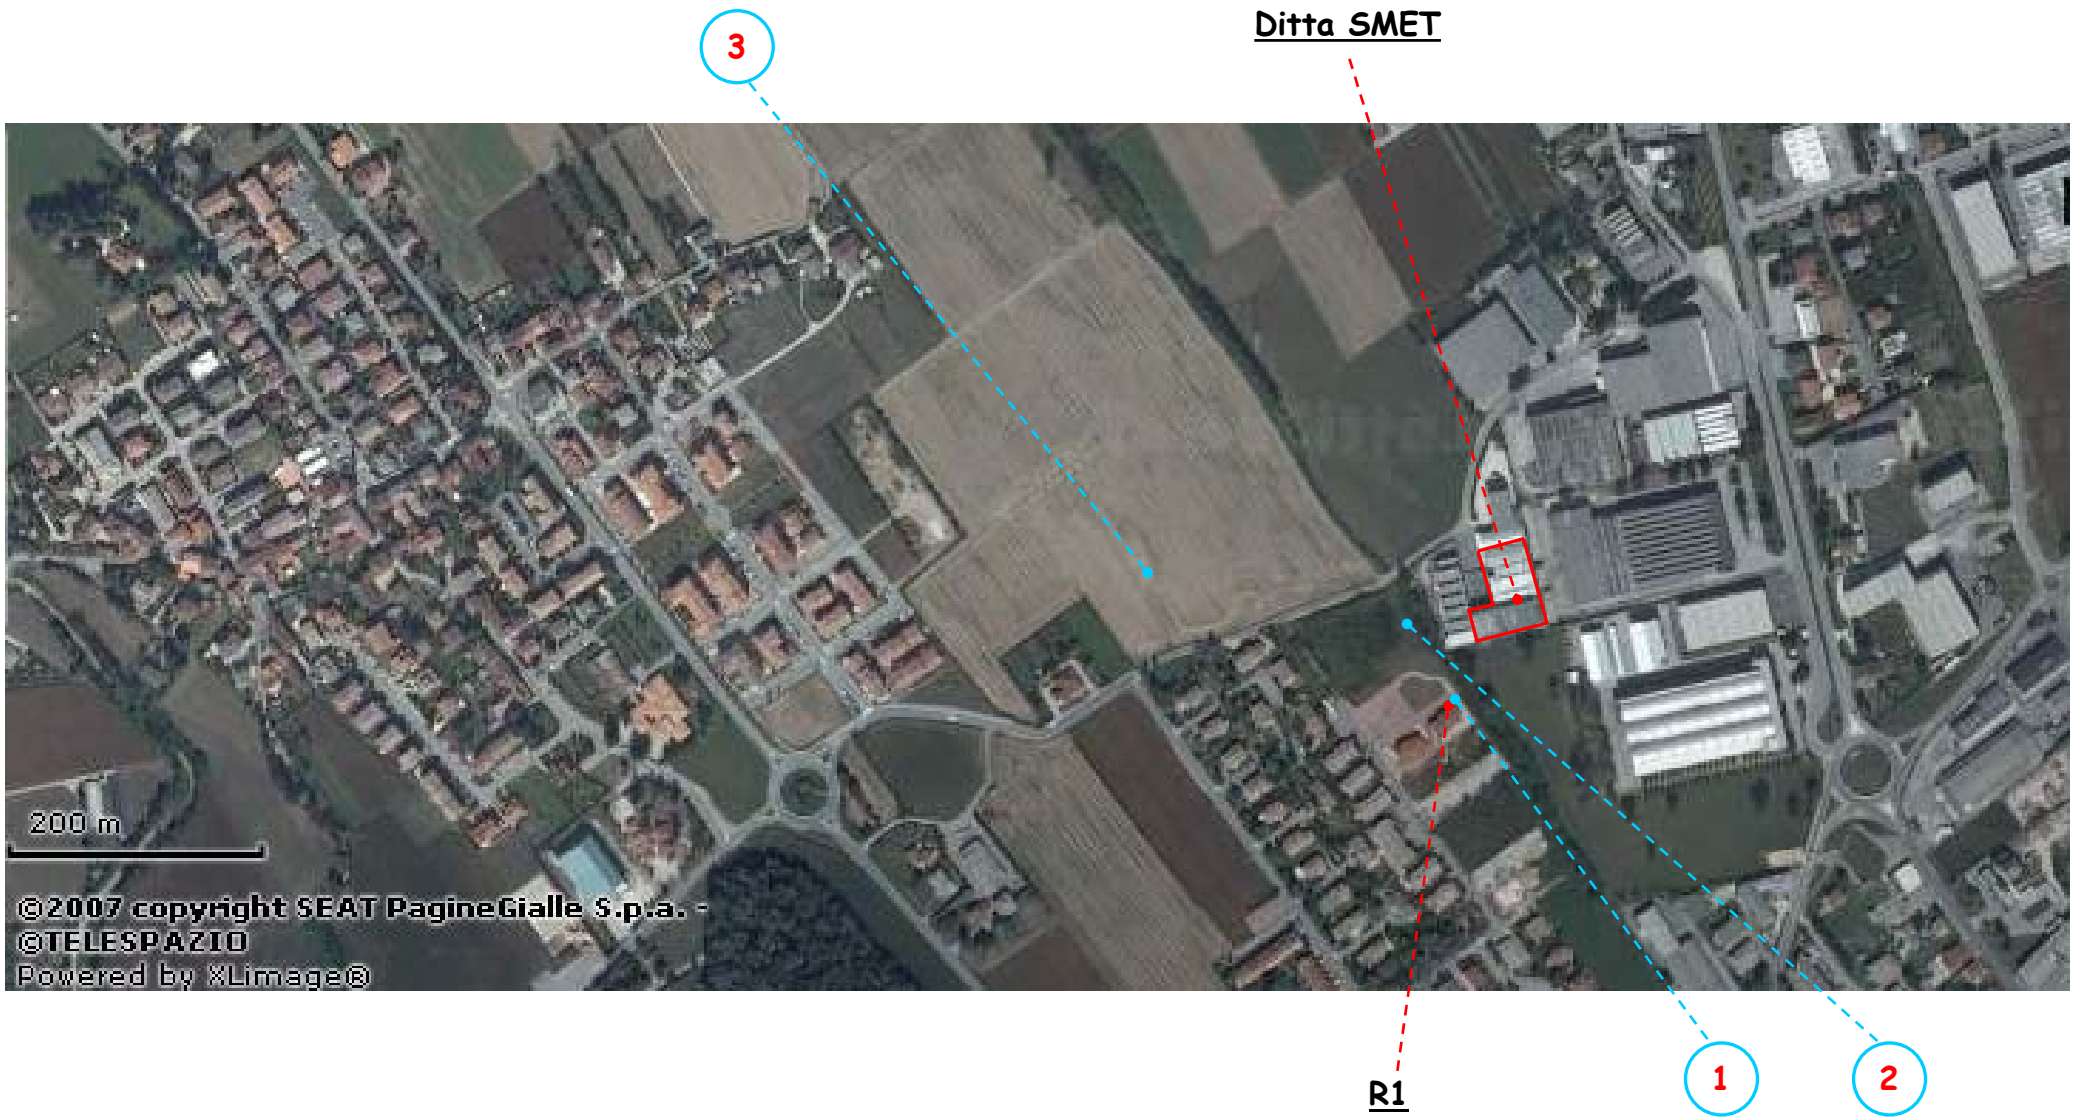 3
Ditta SMET
200 m
©2007 copyright SEAT PagineGialle S.p.a. -
©TELESPAZIO
Powered by XLimage®
1
2
R1